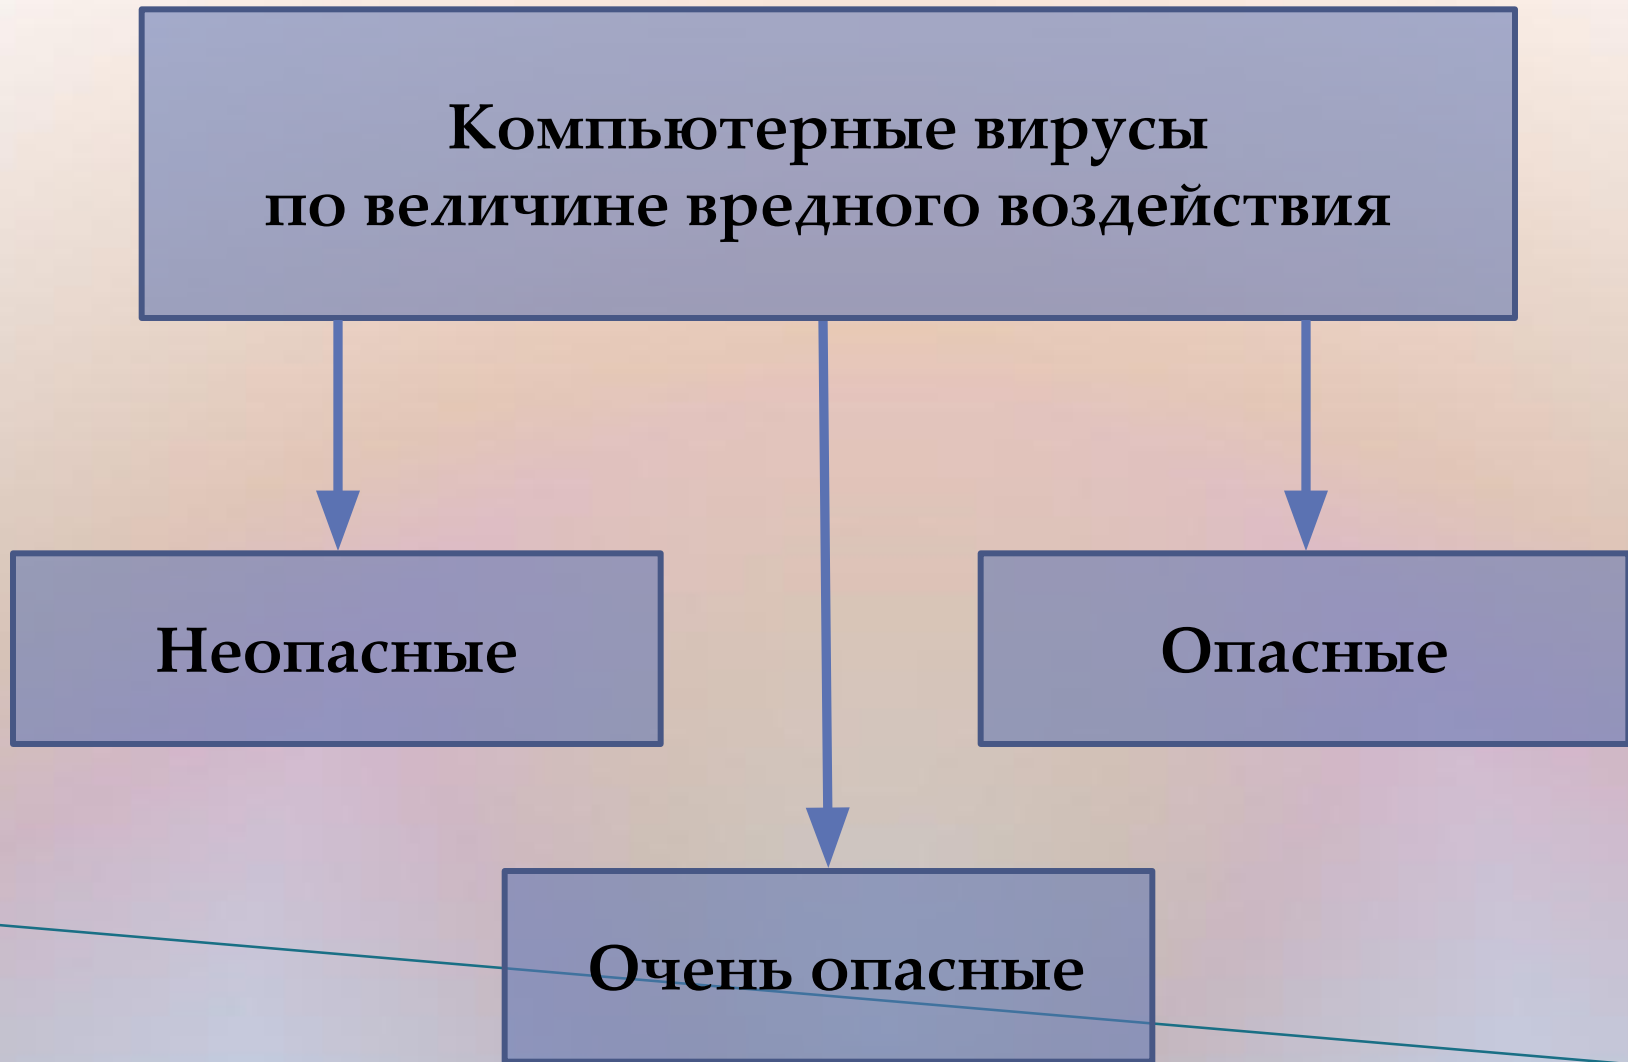 Компьютерные вирусы
по величине вредного воздействия
Неопасные
Опасные
Очень опасные